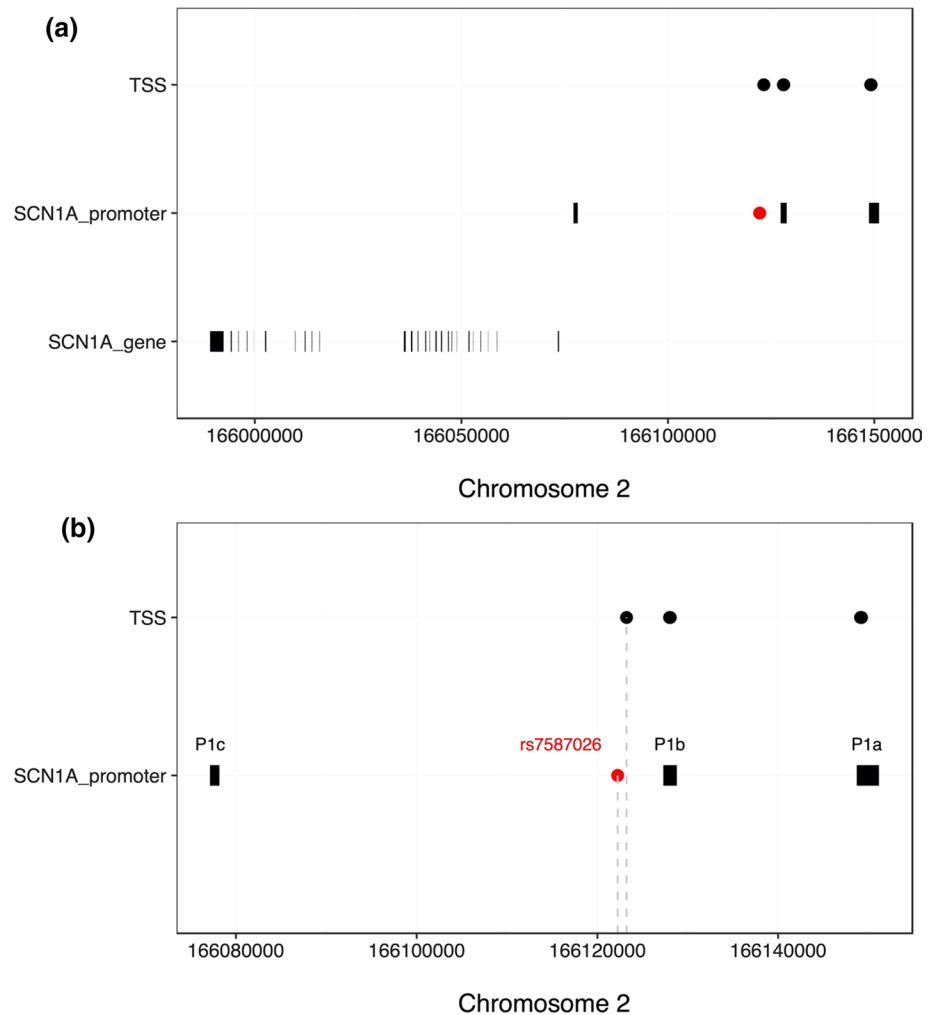 (a)
TSS
SCN1A_promoter
SCN1A_gene
166000000 166050000 166100000 166150000
Chromosome 2
(b)
TSS
P1c rs7587026 P1b P1a
SCN1A_promoter
166080000 166100000 166120000 166140000
Chromosome 2